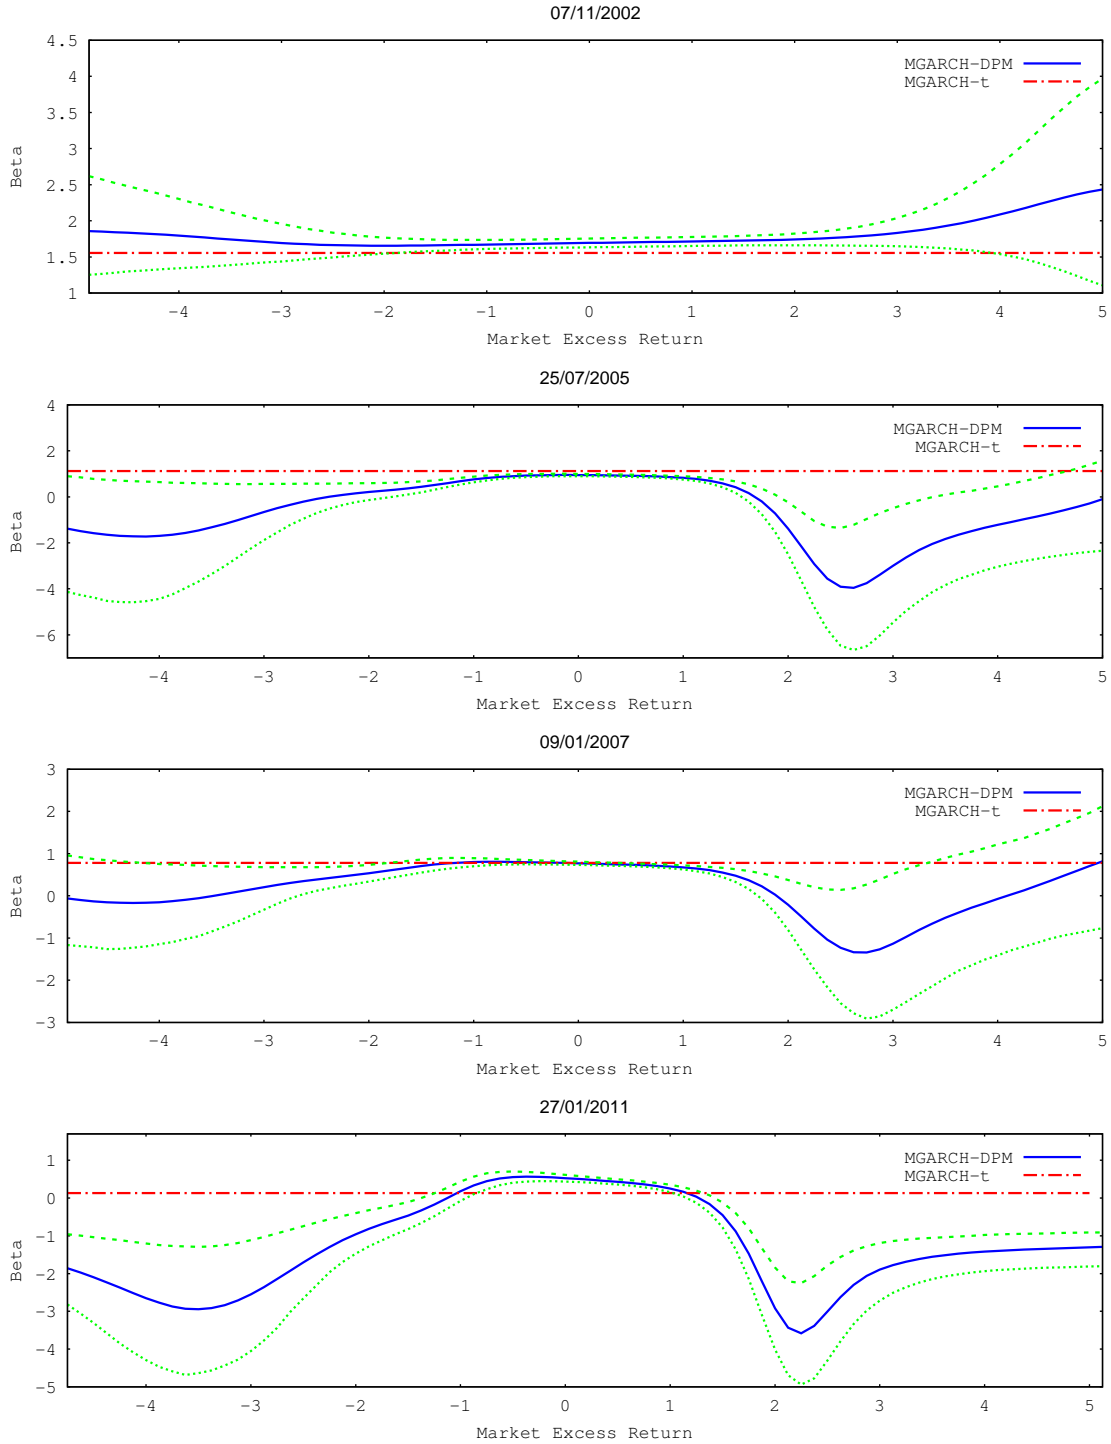 07/11/2002
4.5
4
3.5
3
2.5
2
1.5
1
Beta
MGARCH-DPM
MGARCH-t
-4 -3 -2 -1 0 1 2 3 4 5
Market Excess Return
25/07/2005
4
2
0
-2
-4
-6
Beta
MGARCH-DPM
MGARCH-t
-4 -3 -2 -1 0 1 2 3 4 5
Market Excess Return
09/01/2007
3
2
1
0
-1
-2
-3
Beta
MGARCH-DPM
MGARCH-t
-4 -3 -2 -1 0 1 2 3 4 5
Market Excess Return
27/01/2011
1
0
-1
-2
-3
-4
-5
Beta
MGARCH-DPM
MGARCH-t
-4 -3 -2 -1 0 1 2 3 4 5
Market Excess Return